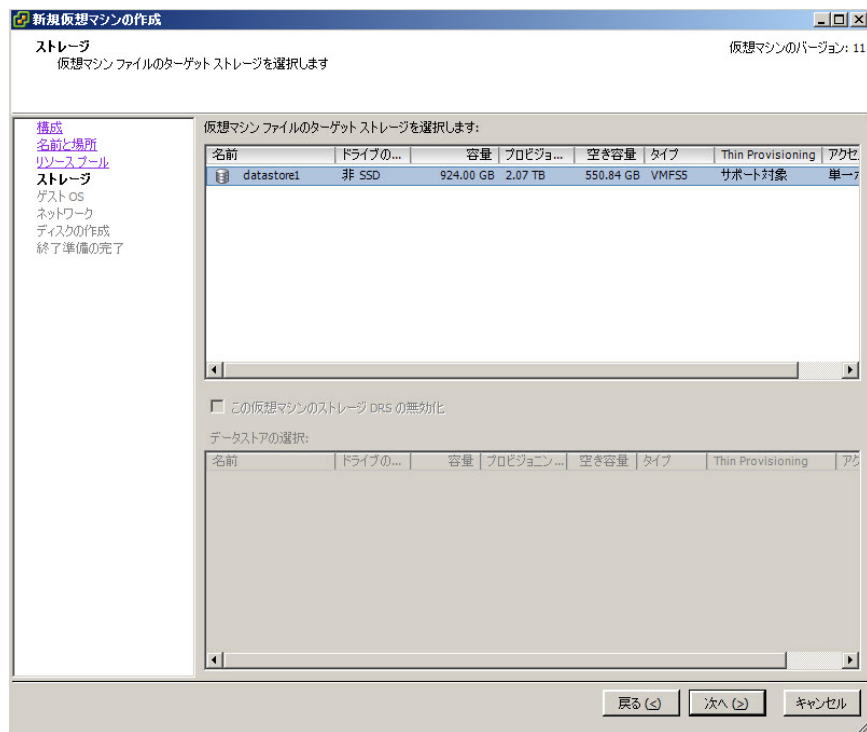 新規仮想マシンの作成
ストレージ
仮想マシン ファイルのターゲット ストレージを選択します
仮想マシンのバージョン: 11
構成
名前と場所
リソース プール
ストレージ
ゲスト OS
ネットワーク
ディスクの作成
終了準備の完了
仮想マシン ファイルのターゲット ストレージを選択します:
名前 ドライブの... 容量 プロビジョ... 空き容量 タイプ Thin Provisioning アクセ
datastore1 非 SSD 924.00 GB 2.07 TB 550.84 GB VMFS5 サポート対象 単一
この仮想マシンのストレージ DRS の無効化
データストアの選択:
名前 ドライブの... 容量 プロビジョニン... 空き容量 タイプ Thin Provisioning アク
戻る (<) 次へ (>) キャンセル